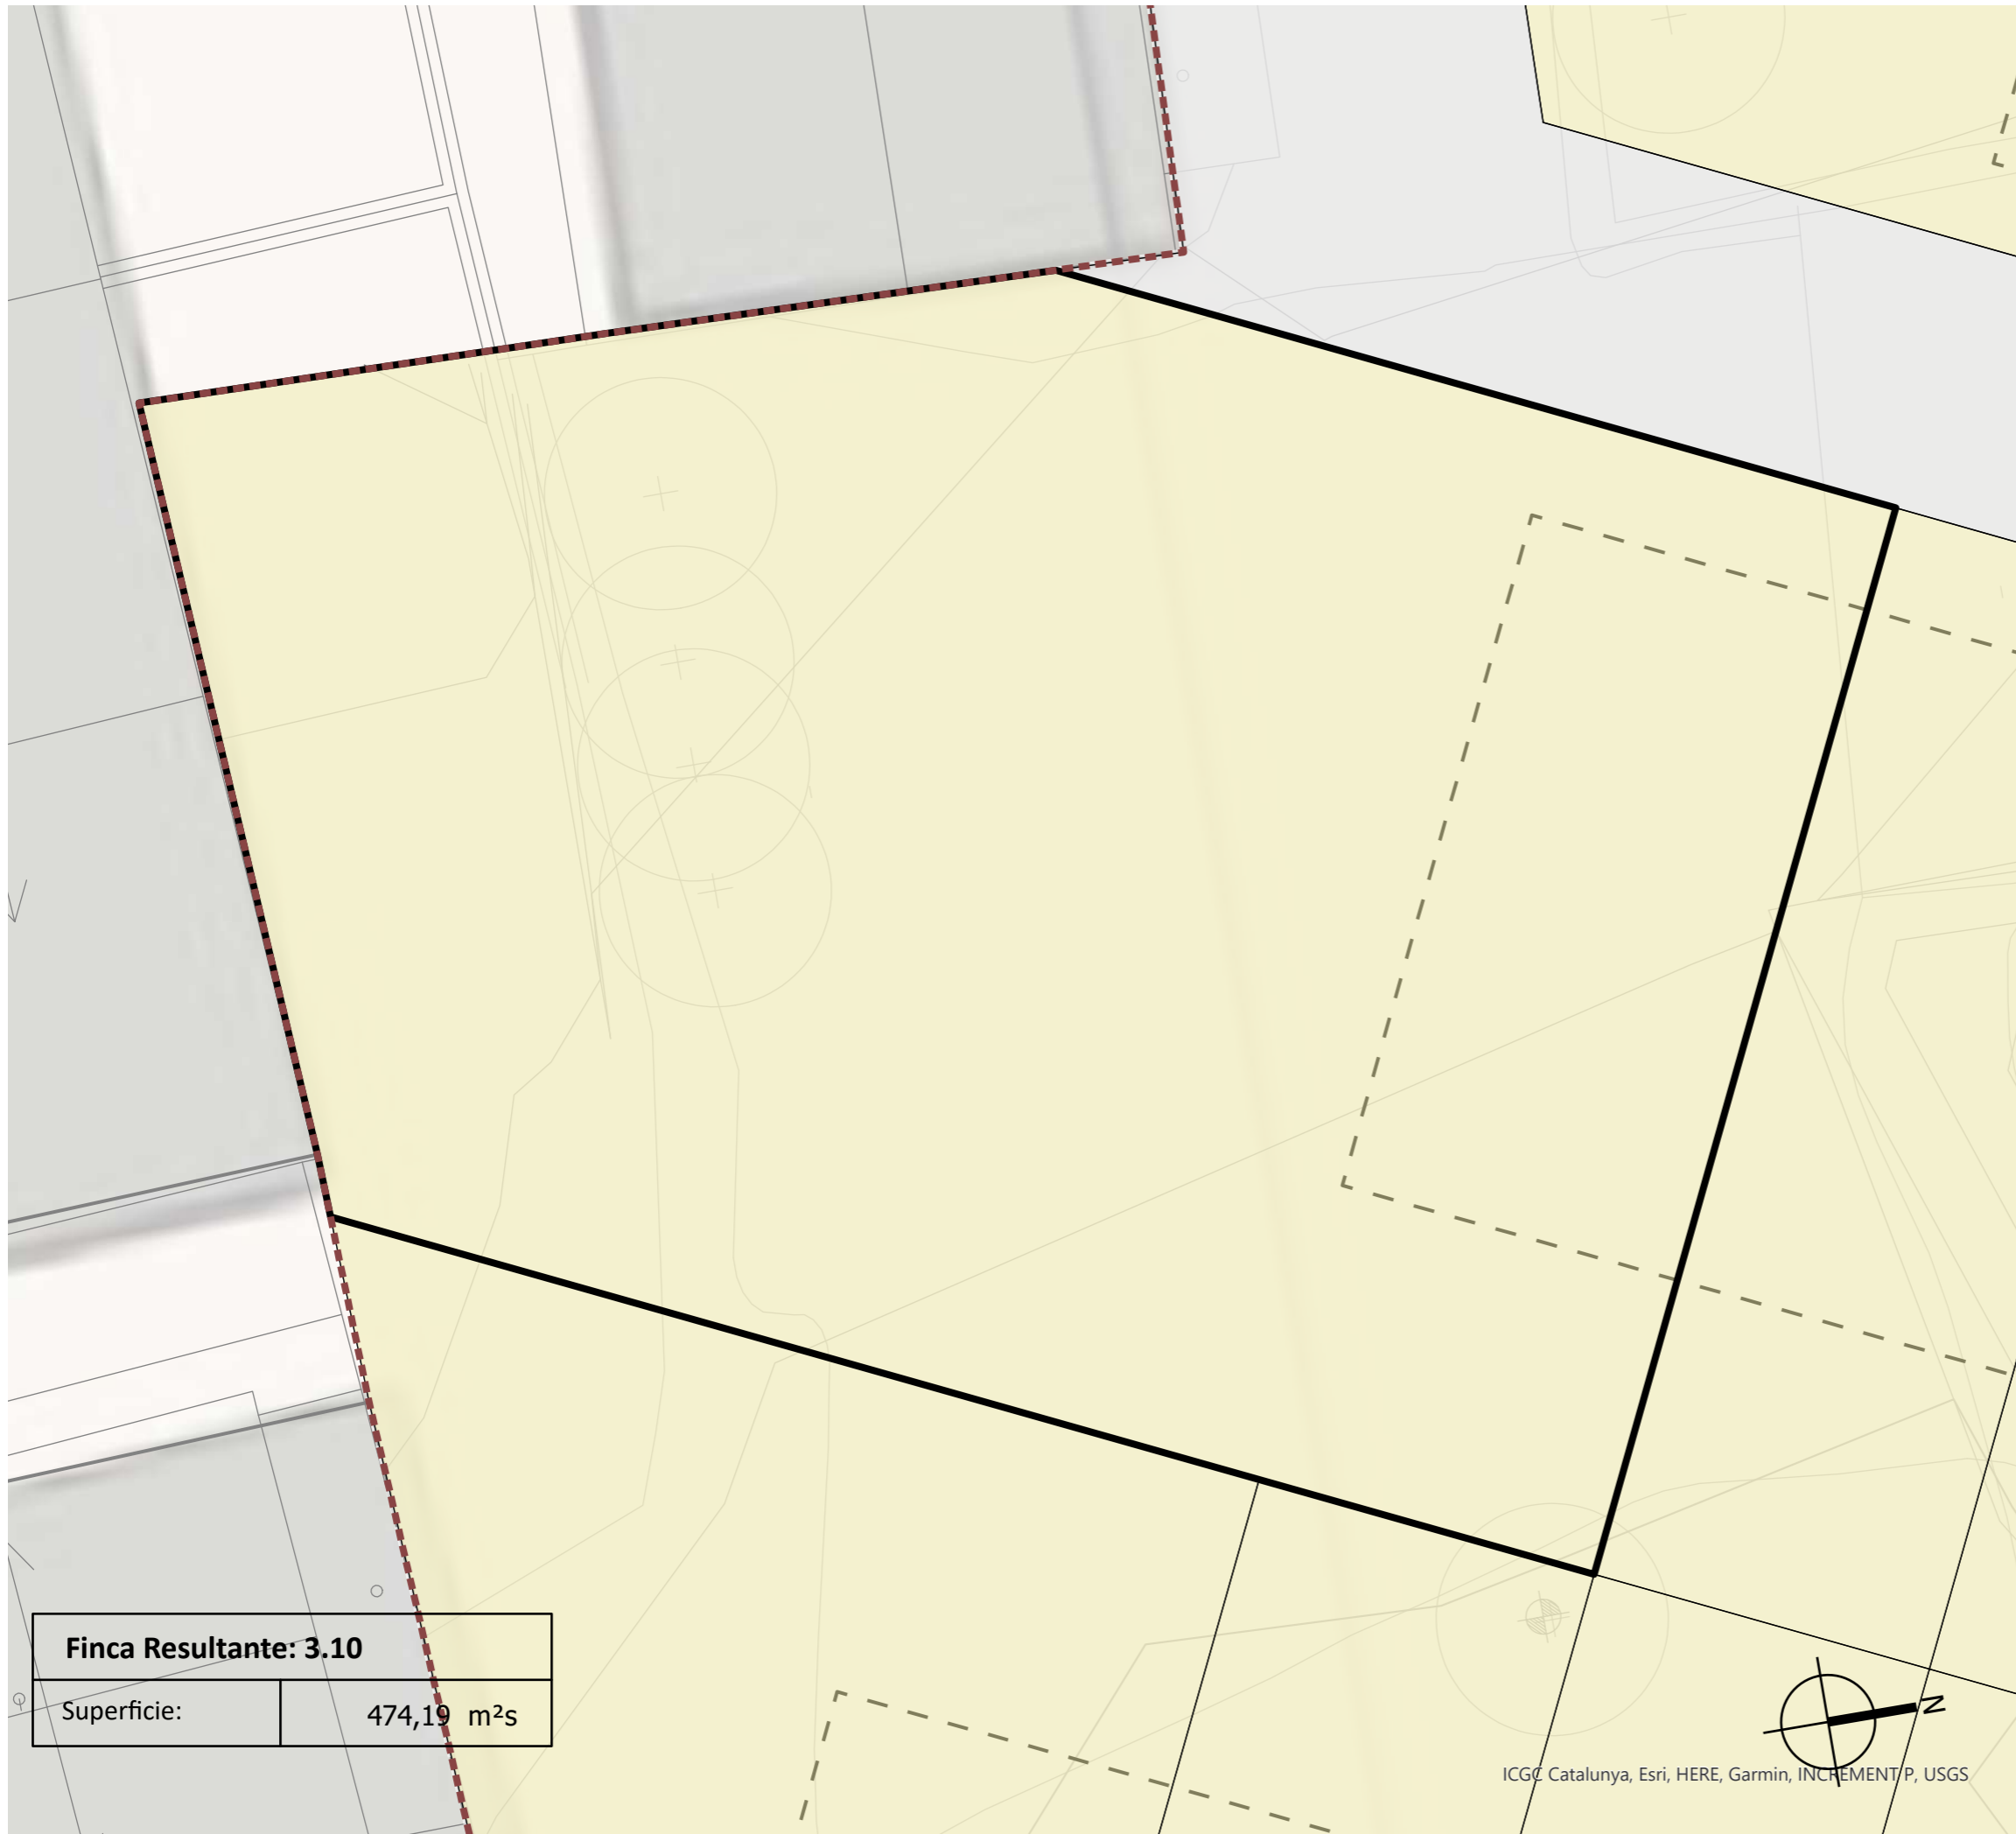 Finca Resultante: 3.10
Superficie: 474,19 m²s
N
ICGC Catalunya, Esri, HERE, Garmin, INCREMENT P, USGS